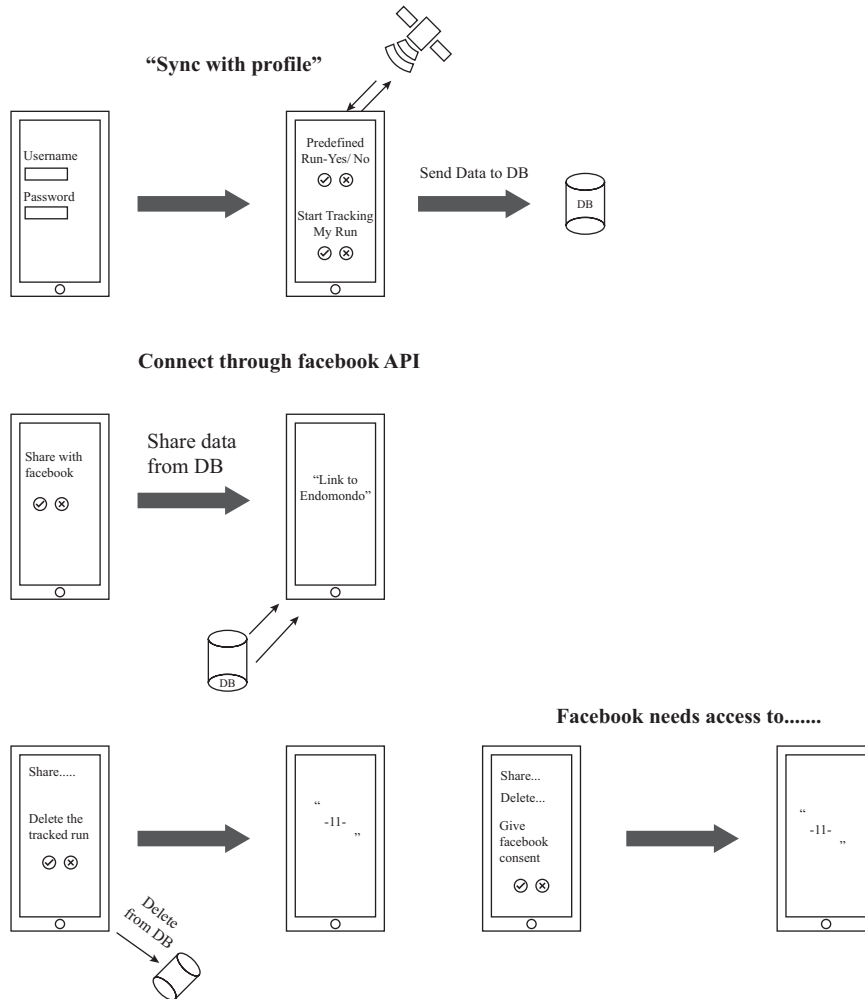 “Sync with profile”
Username
Password
Predefined
Run-Yes/ No
Start Tracking
My Run
Send Data to DB
DB
Connect through facebook API
Share with
facebook
Share data
from DB
“Link to
Endomondo”
DB
Facebook needs access to.......
Share.....
Delete the
tracked run
Delete
from DB
“
-11-
”
Share...
Delete...
Give
facebook
consent
“
-11-
”